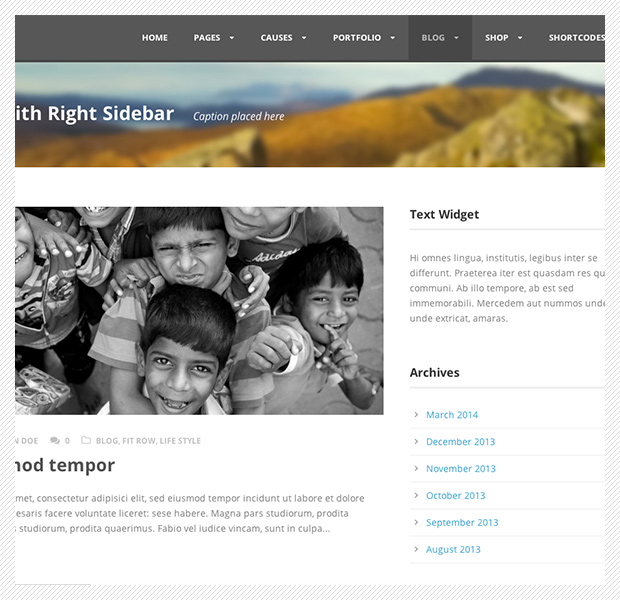 HOME PAGES CAUSES PORTFOLIO BLOG SHOP SHORTCODES
ith Right Sidebar Caption placed here
N DOE 0 BLOG, FIT ROW, LIFE STYLE
mod tempor
met, consectetur adipisici elit, sed eiusmod tempor incidunt ut labore et dolore
esaris facere voluntate liceret: sese habere. Magna pars studiorum, prodita
s studiorum, prodita quaerimus. Fabio vel iudice vincam, sunt in culpa...
Text Widget
Hi omnes lingua, institutis, legibus inter se
differunt. Praeterea iter est quasdam res qu
communi. Ab illo tempore, ab est sed
immemorabili. Mercedem aut nummos unde
unde extricat, amaras.
Archives
March 2014
December 2013
November 2013
October 2013
September 2013
August 2013